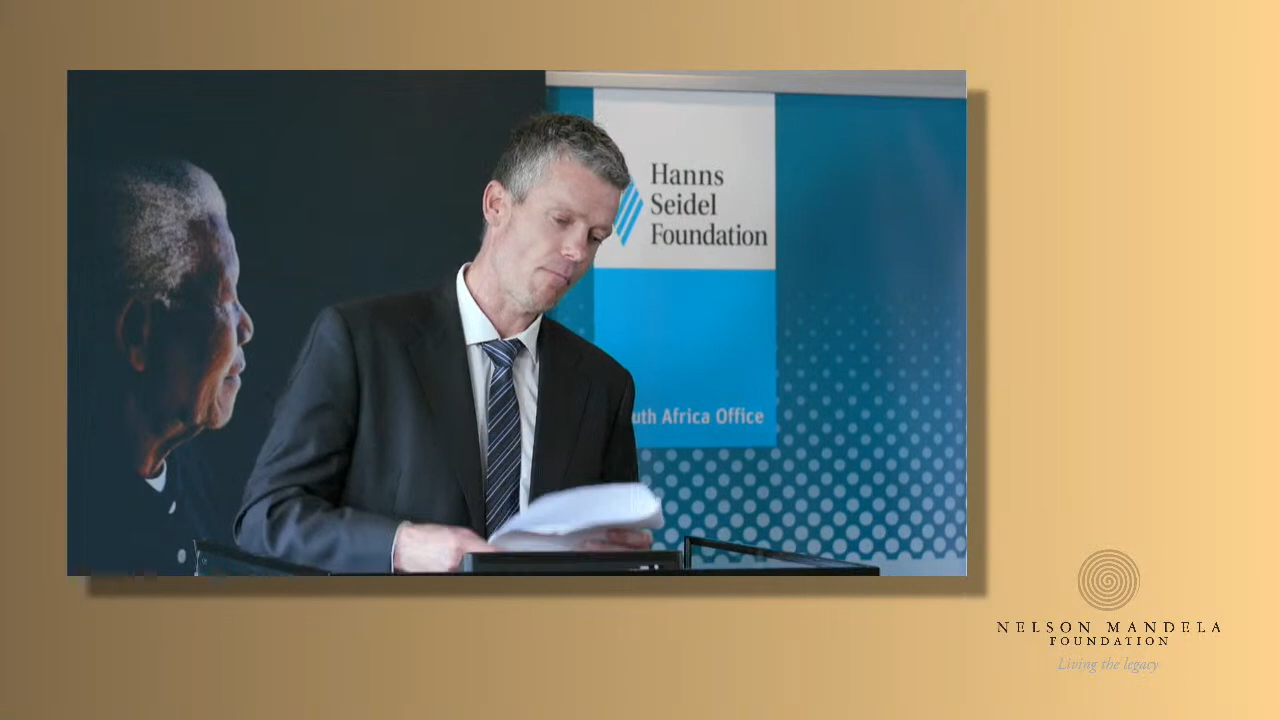 Hanns
Seidel
Foundation
uth Africa Office
NELSON MANDELA
FOUNDATION
Living the legacy